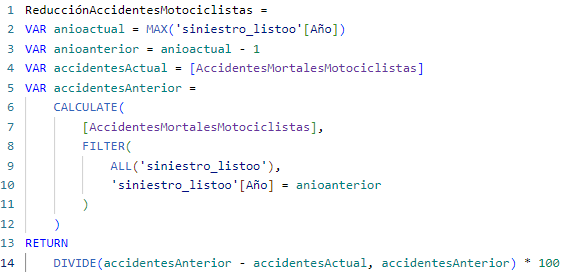 1 ReducciónAccidentesMotociclistas =
2 VAR anioactual = MAX('siniestro_listoo'[Año])
3 VAR anioanterior = anioactual - 1
4 VAR accidentesActual = [AccidentesMortalesMotociclistas]
5 VAR accidentesAnterior =
6 CALCULATE(
7 [AccidentesMortalesMotociclistas],
8 FILTER(
9 ALL('siniestro_listoo'),
10 'siniestro_listoo'[Año] = anioanterior
11 )
12 )
13 RETURN
14 DIVIDE(accidentesAnterior - accidentesActual, accidentesAnterior) * 100